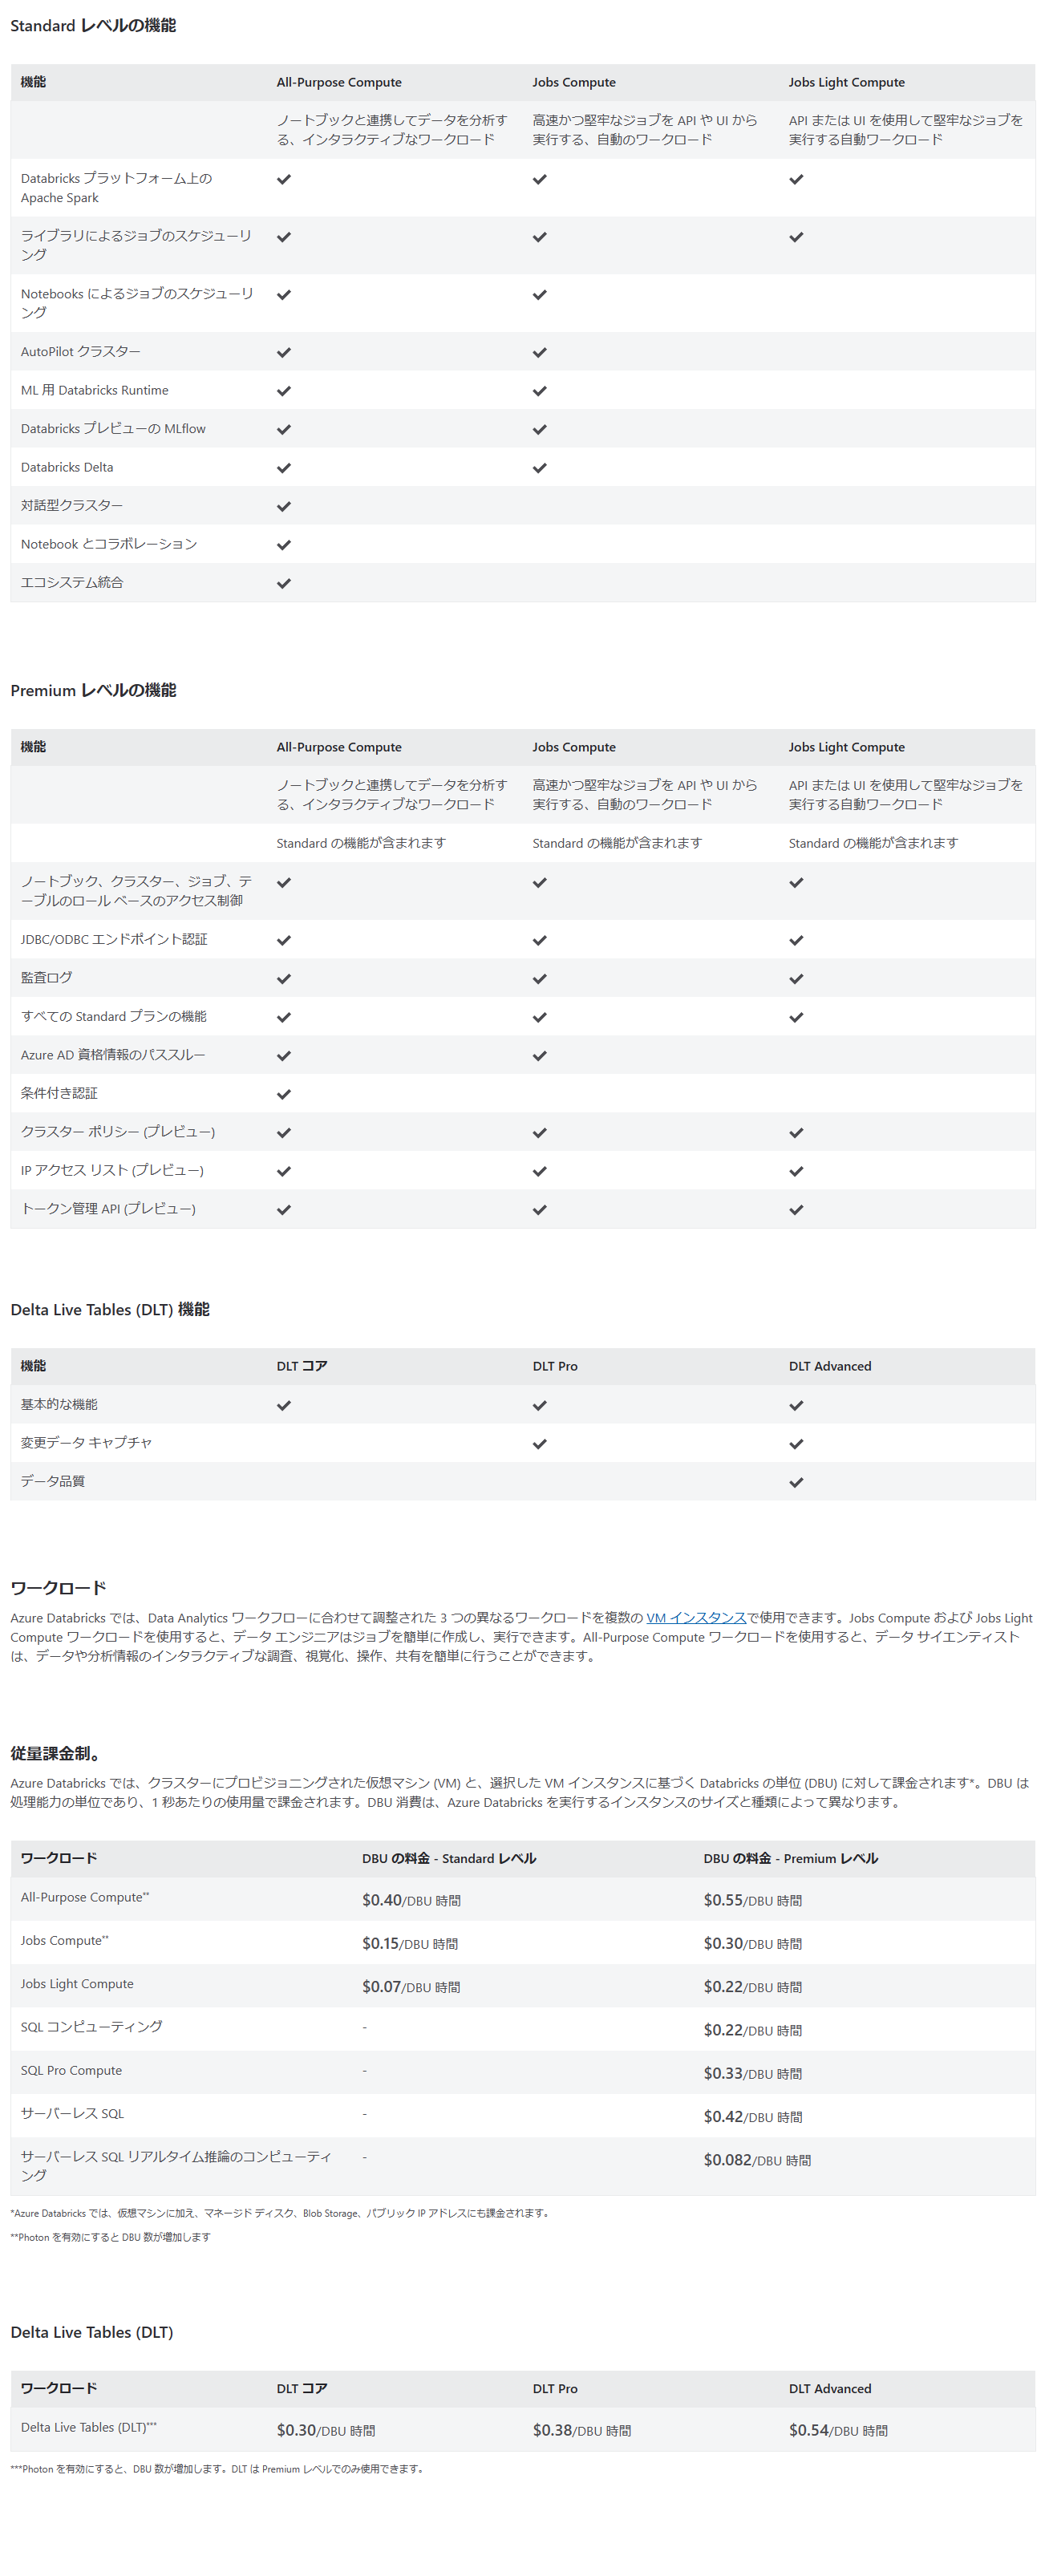 Standard レベルの機能
機能 All-Purpose Compute Jobs Compute Jobs Light Compute
ノートブックと連携してデータを分析す 高速かつ堅牢なジョブを API や UI から API または UI を使用して堅牢なジョブを
る、インタラクティブなワークロード 実行する、自動のワークロード 実行する自動ワークロード
Databricks プラットフォーム上の ✓ ✓ ✓
Apache Spark
ライブラリによるジョブのスケジューリ ✓ ✓ ✓
ング
Notebooks によるジョブのスケジューリ ✓ ✓
ング
AutoPilot クラスター ✓ ✓
ML 用 Databricks Runtime ✓ ✓
Databricks プレビューの MLflow ✓ ✓
Databricks Delta ✓ ✓
対話型クラスター ✓
Notebook とコラボレーション ✓
エコシステム統合 ✓
Premium レベルの機能
機能 All-Purpose Compute Jobs Compute Jobs Light Compute
ノートブックと連携してデータを分析す 高速かつ堅牢なジョブを API や UI から API または UI を使用して堅牢なジョブを
る、インタラクティブなワークロード 実行する、自動のワークロード 実行する自動ワークロード
Standard の機能が含まれます Standard の機能が含まれます Standard の機能が含まれます
ノートブック、クラスター、ジョブ、テ ✓ ✓ ✓
ーブルのロール ベースのアクセス制御
JDBC/ODBC エンドポイント認証 ✓ ✓ ✓
監査ログ ✓ ✓ ✓
すべての Standard プランの機能 ✓ ✓ ✓
Azure AD 資格情報のパススルー ✓ ✓
条件付き認証 ✓
クラスター ポリシー (プレビュー) ✓ ✓ ✓
IP アクセス リスト (プレビュー) ✓ ✓ ✓
トークン管理 API (プレビュー) ✓ ✓ ✓
Delta Live Tables (DLT) 機能
機能 DLT コア DLT Pro DLT Advanced
基本的な機能 ✓ ✓ ✓
変更データ キャプチャ ✓ ✓
データ品質 ✓
ワークロード
Azure Databricks では、Data Analytics ワークフローに合わせて調整された 3 つの異なるワークロードを複数の VM インスタンスで使用できます。Jobs Compute および Jobs Light
Compute ワークロードを使用すると、データ エンジニアはジョブを簡単に作成し、実行できます。All-Purpose Compute ワークロードを使用すると、データ サイエンティスト
は、データや分析情報のインタラクティブな調査、視覚化、操作、共有を簡単に行うことができます。
従量課金制。
Azure Databricks では、クラスターにプロビジョニングされた仮想マシン (VM) と、選択した VM インスタンスに基づく Databricks の単位 (DBU) に対して課金されます*。DBU は
処理能力の単位であり、1 秒あたりの使用量で課金されます。DBU 消費は、Azure Databricks を実行するインスタンスのサイズと種類によって異なります。
ワークロード DBU の料金 - Standard レベル DBU の料金 - Premium レベル
All-Purpose Compute** $0.40/DBU 時間 $0.55/DBU 時間
Jobs Compute** $0.15/DBU 時間 $0.30/DBU 時間
Jobs Light Compute $0.07/DBU 時間 $0.22/DBU 時間
SQL コンピューティング - $0.22/DBU 時間
SQL Pro Compute - $0.33/DBU 時間
サーバーレス SQL - $0.42/DBU 時間
サーバーレス SQL リアルタイム推論のコンピューティ - $0.082/DBU 時間
ング
*Azure Databricks では、仮想マシンに加え、マネージド ディスク、Blob Storage、パブリック IP アドレスにも課金されます。
**Photon を有効にすると DBU 数が増加します
Delta Live Tables (DLT)
ワークロード DLT コア DLT Pro DLT Advanced
Delta Live Tables (DLT)*** $0.30/DBU 時間 $0.38/DBU 時間 $0.54/DBU 時間
***Photon を有効にすると、DBU 数が増加します。DLT は Premium レベルでのみ使用できます。